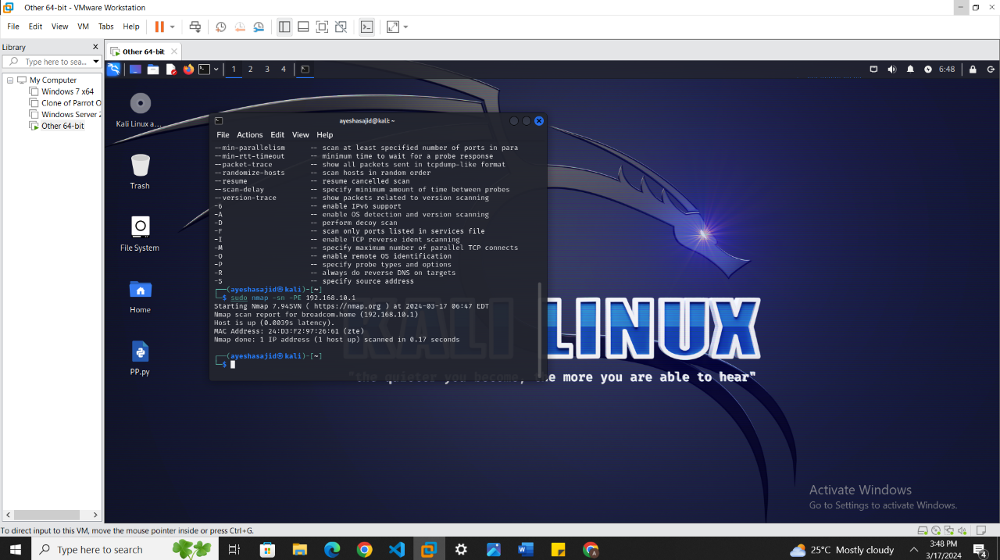 Other 64-bit - VMware Workstation
File Edit View VM Tabs Help
Library
Type here to sea...
My Computer
Windows 7 x64
Clone of Parrot O
Windows Server 2
Other 64-bit
Other 64-bit
1 2 3 4
6:48
Kali Linux a...
Trash
File System
Home
PP.py
ayeshasajid@kali: ~
File Actions Edit View Help
--min-parallelism -- scan at least specified number of ports in para
--min-rtt-timeout -- minimum time to wait for a probe response
--packet-trace -- show all packets sent in tcpdump-like format
--randomize-hosts -- scan hosts in random order
--resume -- resume cancelled scan
--scan-delay -- specify minimum amount of time between probes
--version-trace -- show packets related to version scanning
-6 -- enable IPv6 support
-A -- enable OS detection and version scanning
-D -- perform decoy scan
-F -- scan only ports listed in services file
-I -- enable TCP reverse ident scanning
-M -- specify maximum number of parallel TCP connects
-O -- enable remote OS identification
-P -- specify probe types and options
-R -- always do reverse DNS on targets
-S -- specify source address
┌──(ayeshasajid㉿kali)-[~]
└─$ sudo nmap -sn -PE 192.168.10.1
Starting Nmap 7.94SVN ( https://nmap.org ) at 2024-03-17 06:47 EDT
Nmap scan report for broadcom.home (192.168.10.1)
Host is up (0.0039s latency).
MAC Address: 24:D3:F2:97:26:61 (zte)
Nmap done: 1 IP address (1 host up) scanned in 0.17 seconds
┌──(ayeshasajid㉿kali)-[~]
└─$
KALI LINUX
"the quieter you become, the more you are able to hear"
Activate Windows
Go to Settings to activate Windows.
To direct input to this VM, move the mouse pointer inside or press Ctrl+G.
Type here to search
25°C Mostly cloudy
3:48 PM
3/17/2024
4